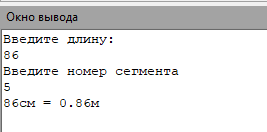 Окно вывода
Введите длину:
86
Введите номер сегмента
5
86см = 0.86м